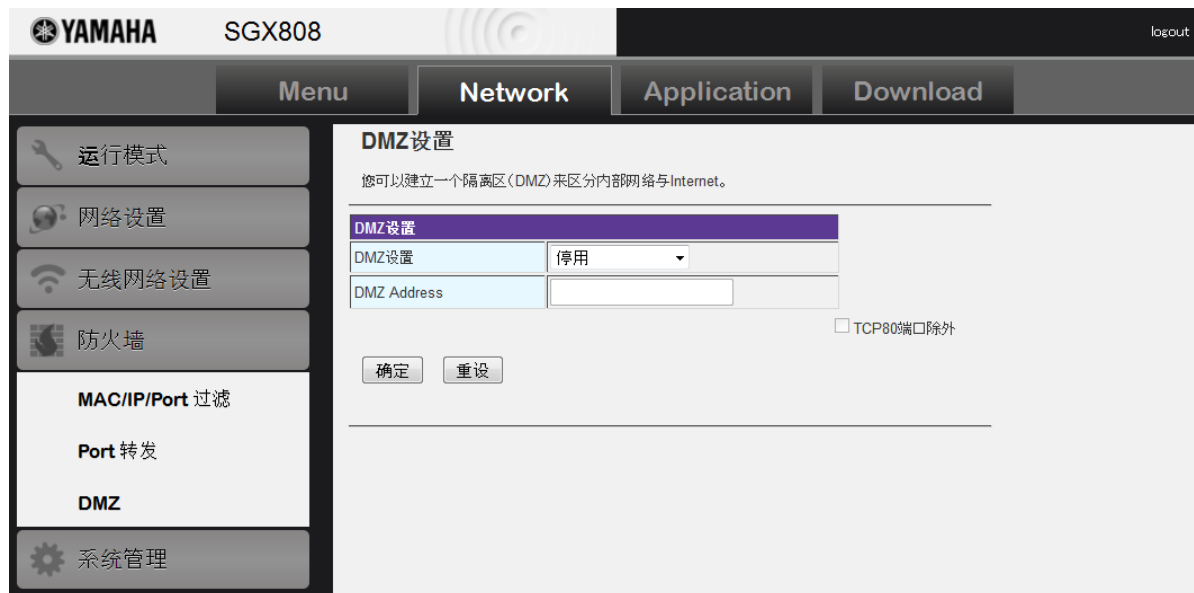 YAMAHA SGX808 logout
Menu Network Application Download
运行模式
网络设置
无线网络设置
防火墙
MAC/IP/Port 过滤
Port 转发
DMZ
系统管理
DMZ设置
您可以建立一个隔离区(DMZ)来区分内部网络与Internet。
DMZ设置
DMZ设置 停用
DMZ Address
TCP80端口除外
确定 重设